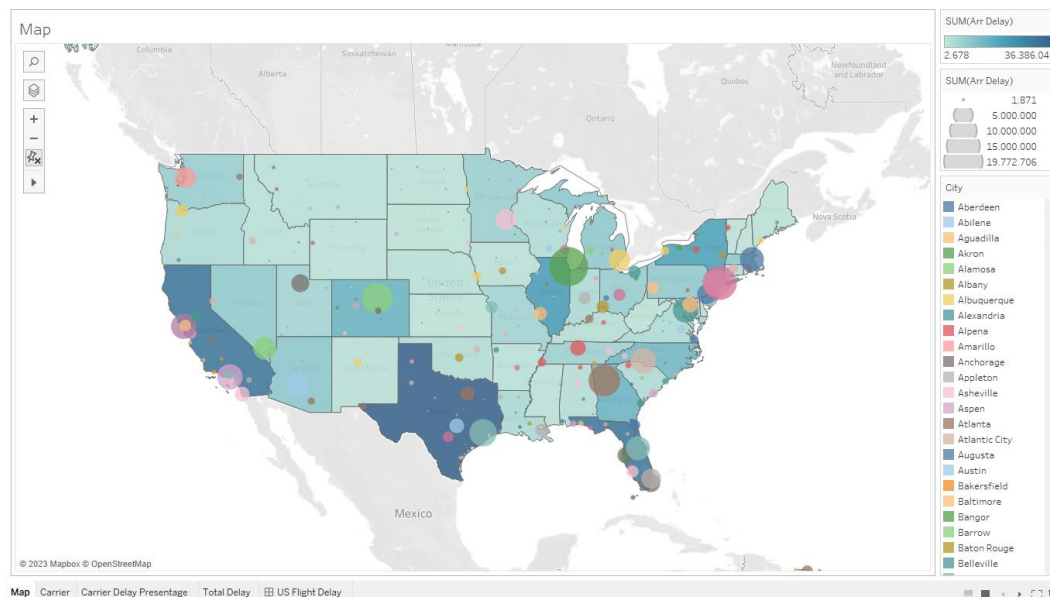 Map
SUM(Arr Delay)
2.678 36.386.04
SUM(Arr Delay)
1.871
5.000.000
10.000.000
15.000.000
19.772.706
City
Aberdeen
Abilene
Aguadilla
Akron
Alamosa
Albany
Albuquerque
Alexandria
Alpena
Amarillo
Anchorage
Appleton
Asheville
Aspen
Atlanta
Atlantic City
Augusta
Austin
Bakersfield
Baltimore
Bangor
Barrow
Baton Rouge
Belleville
Columbia
Saskatchewan
Alberta
Newfoundland
and Labrador
Quebec
Ontario
Nova Scotia
United
States
Mexico
© 2023 Mapbox © OpenStreetMap
Map Carrier Carrier Delay Presentage Total Delay US Flight Delay